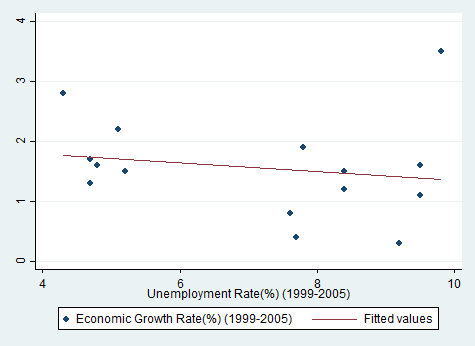 4
3
2
1
0
4 6 8 10
Unemployment Rate(%) (1999-2005)
Economic Growth Rate(%) (1999-2005) Fitted values